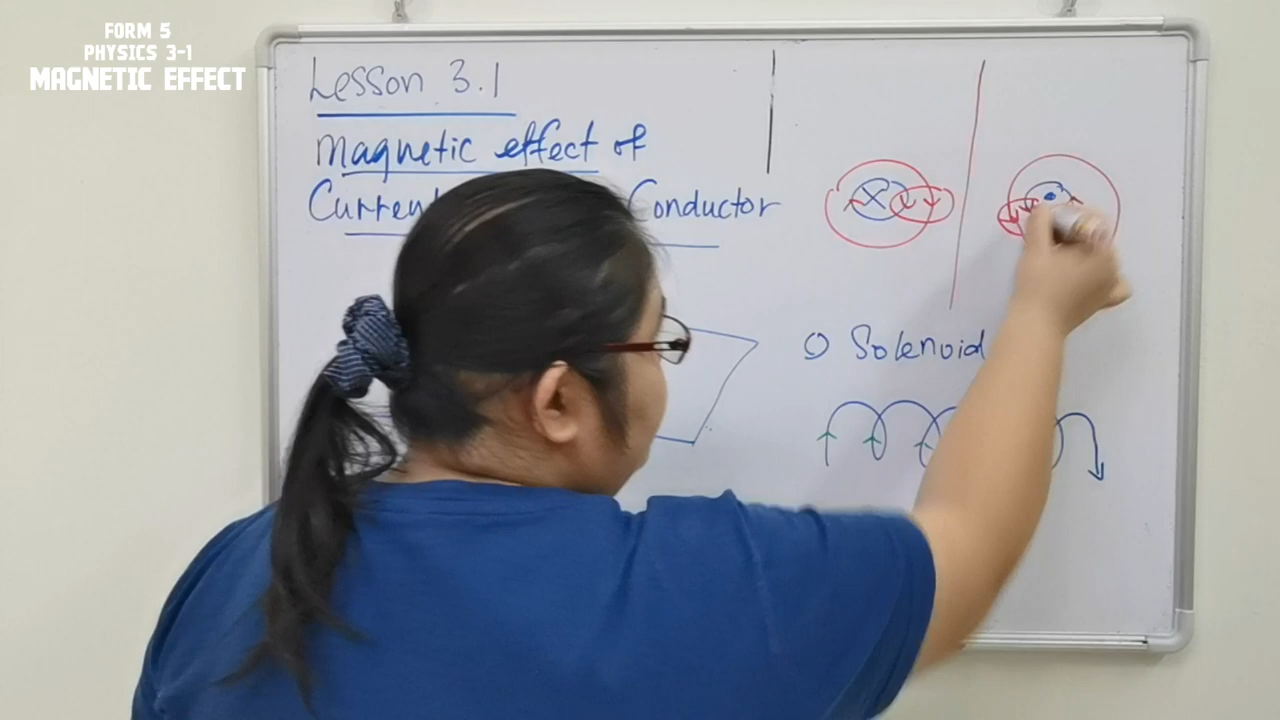 FORM 5
PHYSICS 3-1
MAGNETIC EFFECT
Lesson 3.1
Magnetic effect of
Conductor
Solenoid